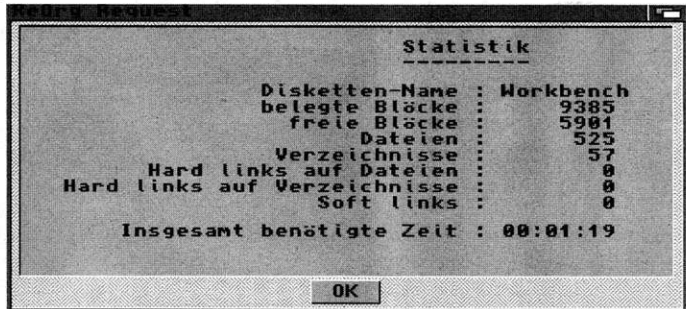 ReOrg Request
Statistik
Disketten-Name : Workbench
belegte Blöcke : 9385
freie Blöcke : 5901
Dateien : 525
Verzeichnisse : 57
Hard links auf Dateien : 0
Hard links auf Verzeichnisse : 0
Soft links : 0
Insgesamt benötigte Zeit : 00:01:19
OK